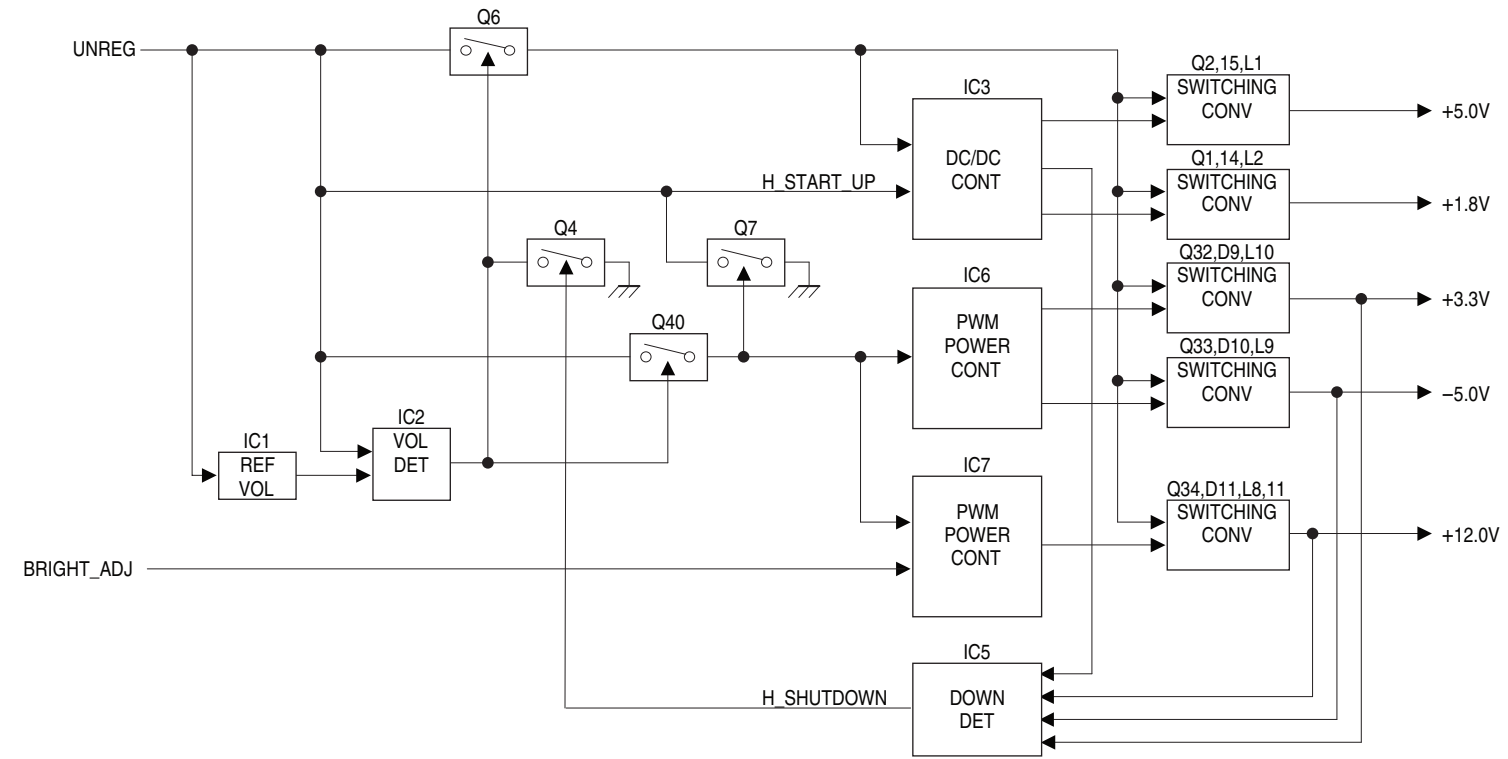 Q6
UNREG
Q2,15,L1
SWITCHING
CONV
+5.0V
IC3
DC/DC
CONT
Q1,14,L2
SWITCHING
CONV
+1.8V
H_START_UP
Q4
Q7
Q32,D9,L10
SWITCHING
CONV
+3.3V
IC6
PWM
POWER
CONT
Q40
Q33,D10,L9
SWITCHING
CONV
–5.0V
IC2
VOL
DET
IC1
REF
VOL
IC7
PWM
POWER
CONT
Q34,D11,L8,11
SWITCHING
CONV
+12.0V
BRIGHT_ADJ
IC5
DOWN
DET
H_SHUTDOWN